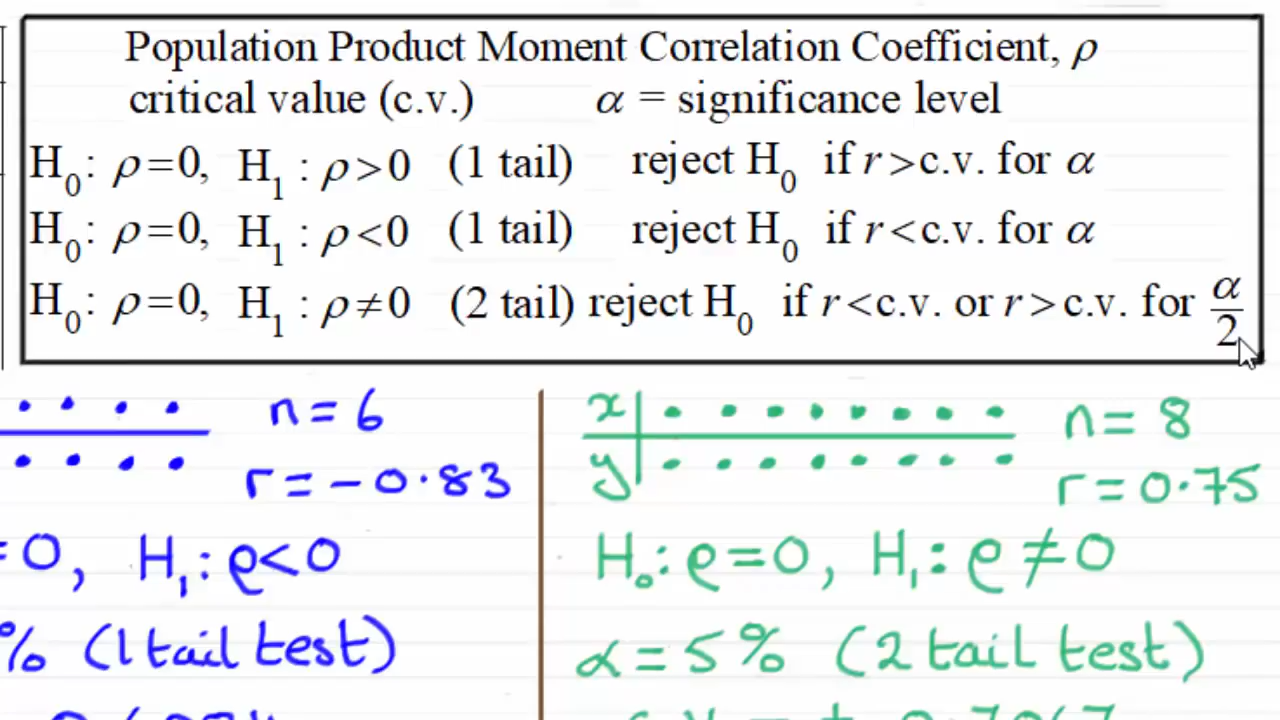 Population Product Moment Correlation Coefficient, ρ
critical value (c.v.) α = significance level
H₀: ρ=0, H₁: ρ>0 (1 tail) reject H₀ if r>c.v. for α
H₀: ρ=0, H₁: ρ<0 (1 tail) reject H₀ if r<c.v. for α
H₀: ρ=0, H₁: ρ≠0 (2 tail) reject H₀ if r<c.v. or r>c.v. for α/2
n = 6
r = -0.83
=0, H₁: ρ<0
% (1 tail test)
x
y
n = 8
r = 0.75
H₀: ρ=0, H₁: ρ≠0
α = 5% (2 tail test)